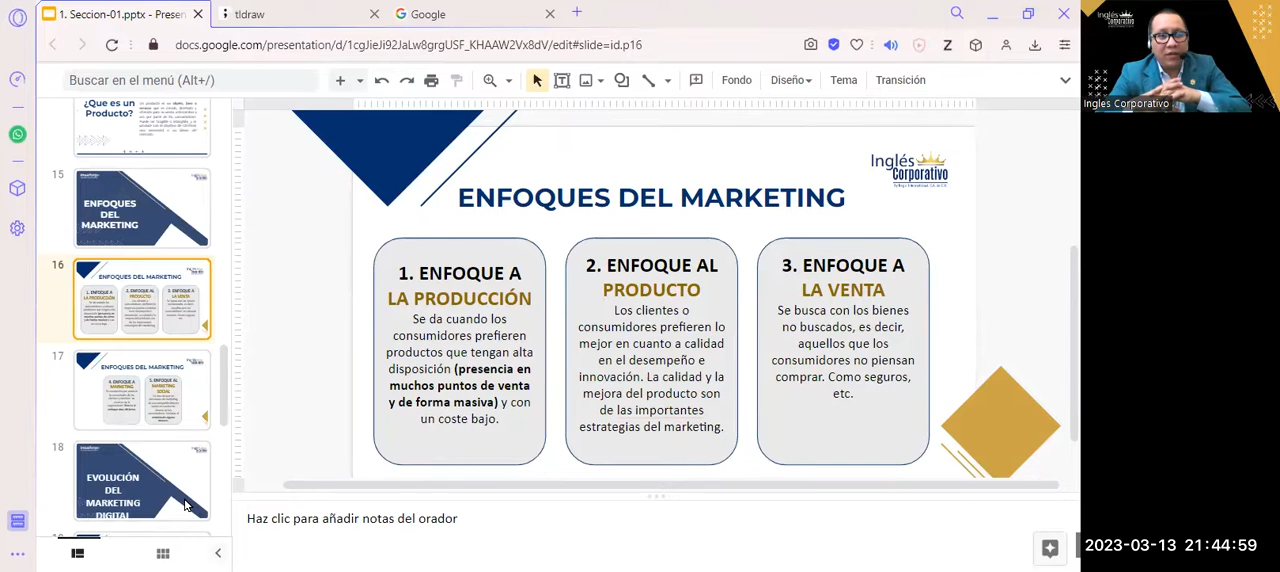 1. Seccion-01.pptx - Presen
tldraw
Google
docs.google.com/presentation/d/1cgJieJi92JaLw8grgUSF_KHAAW2Vx8dV/edit#slide=id.p16
Buscar en el menú (Alt+/)
Fondo
Diseño
Tema
Transición
¿Que es un
Producto?
15
ENFOQUES
DEL
MARKETING
16
ENFOQUES DEL MARKETING
17
ENFOQUES DEL MARKETING
18
EVOLUCIÓN
DEL
MARKETING
DIGITAL
Inglés
Corporativo
ENFOQUES DEL MARKETING
1. ENFOQUE A
LA PRODUCCIÓN
Se da cuando los
consumidores prefieren
productos que tengan alta
disposición (presencia en
muchos puntos de venta
y de forma masiva) y con
un coste bajo.
2. ENFOQUE AL
PRODUCTO
Los clientes o
consumidores prefieren lo
mejor en cuanto a calidad
en el desempeño e
innovación. La calidad y la
mejora del producto son
de las importantes
estrategias del marketing.
3. ENFOQUE A
LA VENTA
Se busca con los bienes
no buscados, es decir,
aquellos que los
consumidores no piensan
comprar. Como seguros,
etc.
Haz clic para añadir notas del orador
Inglés
Corporativo
Ingles Corporativo
2023-03-13 21:44:59